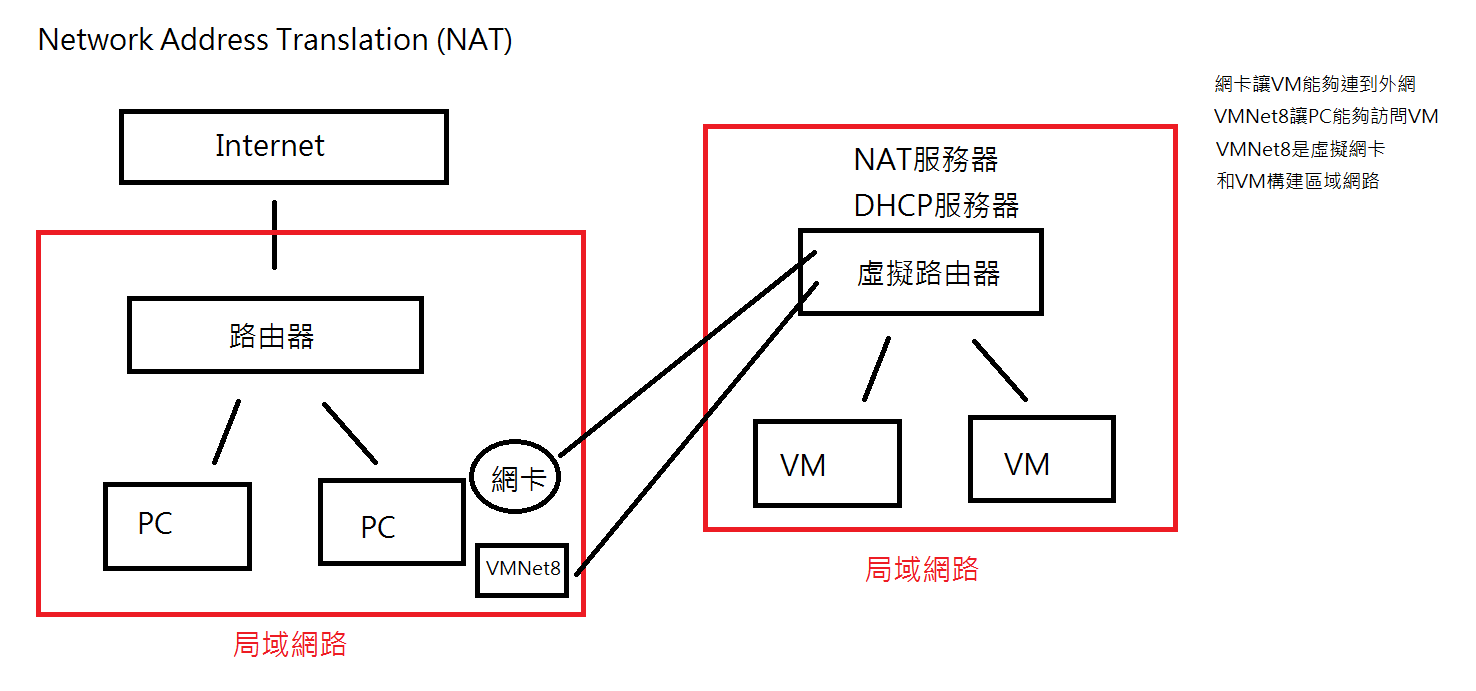 Network Address Translation (NAT)
網卡讓VM能夠連到外網
VMNet8讓PC能夠訪問VM
VMNet8是虛擬網卡
和VM構建區域網路
Internet
路由器
PC
PC
網卡
VMNet8
局域網路
NAT服務器
DHCP服務器
虛擬路由器
VM
VM
局域網路